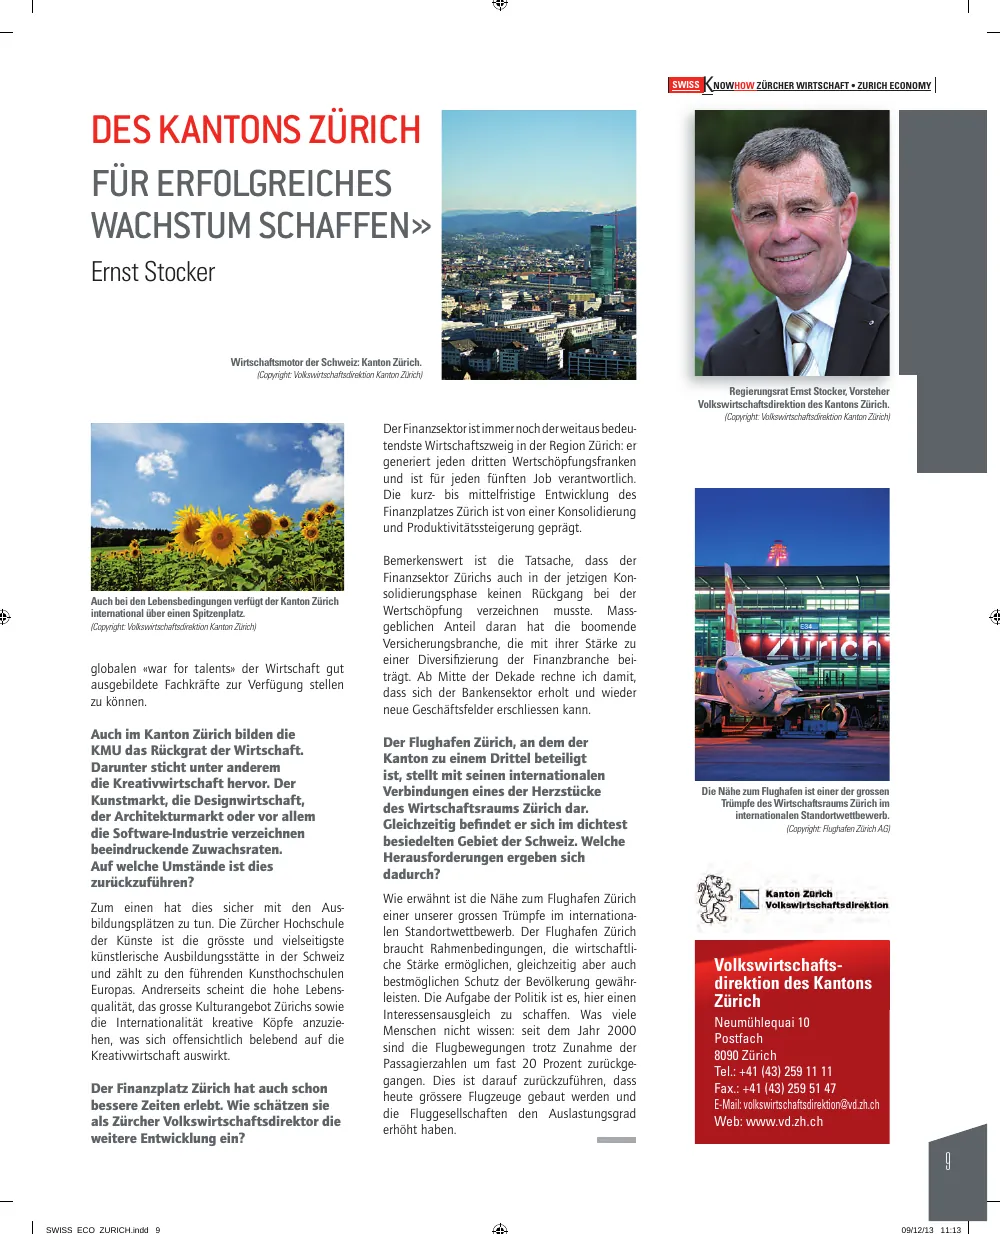 SWISS KNOWHOW ZÜRCHER WIRTSCHAFT • ZURICH ECONOMY
DES KANTONS ZÜRICH
FÜR ERFOLGREICHES
WACHSTUM SCHAFFEN»
Ernst Stocker
Wirtschaftsmotor der Schweiz: Kanton Zürich.
(Copyright: Volkswirtschaftsdirektion Kanton Zürich)
Regierungsrat Ernst Stocker, Vorsteher
Volkswirtschaftsdirektion des Kantons Zürich.
(Copyright: Volkswirtschaftsdirektion Kanton Zürich)
Auch bei den Lebensbedingungen verfügt der Kanton Zürich
international über einen Spitzenplatz.
(Copyright: Volkswirtschaftsdirektion Kanton Zürich)
globalen «war for talents» der Wirtschaft gut
ausgebildete Fachkräfte zur Verfügung stellen
zu können.
Auch im Kanton Zürich bilden die
KMU das Rückgrat der Wirtschaft.
Darunter sticht unter anderem
die Kreativwirtschaft hervor. Der
Kunstmarkt, die Designwirtschaft,
der Architekturmarkt oder vor allem
die Software-Industrie verzeichnen
beeindruckende Zuwachsraten.
Auf welche Umstände ist dies
zurückzuführen?
Zum einen hat dies sicher mit den Aus-
bildungsplätzen zu tun. Die Zürcher Hochschule
der Künste ist die grösste und vielseitigste
künstlerische Ausbildungsstätte in der Schweiz
und zählt zu den führenden Kunsthochschulen
Europas. Andrerseits scheint die hohe Lebens-
qualität, das grosse Kulturangebot Zürichs sowie
die Internationalität kreative Köpfe anzuzie-
hen, was sich offensichtlich belebend auf die
Kreativwirtschaft auswirkt.
Der Finanzplatz Zürich hat auch schon
bessere Zeiten erlebt. Wie schätzen sie
als Zürcher Volkswirtschaftsdirektor die
weitere Entwicklung ein?
Der Finanzsektor ist immer noch der weitaus bedeu-
tendste Wirtschaftszweig in der Region Zürich: er
generiert jeden dritten Wertschöpfungsfranken
und ist für jeden fünften Job verantwortlich.
Die kurz- bis mittelfristige Entwicklung des
Finanzplatzes Zürich ist von einer Konsolidierung
und Produktivitätssteigerung geprägt.
Bemerkenswert ist die Tatsache, dass der
Finanzsektor Zürichs auch in der jetzigen Kon-
solidierungsphase keinen Rückgang bei der
Wertschöpfung verzeichnen musste. Mass-
geblichen Anteil daran hat die boomende
Versicherungsbranche, die mit ihrer Stärke zu
einer Diversifizierung der Finanzbranche bei-
trägt. Ab Mitte der Dekade rechne ich damit,
dass sich der Bankensektor erholt und wieder
neue Geschäftsfelder erschliessen kann.
Der Flughafen Zürich, an dem der
Kanton zu einem Drittel beteiligt
ist, stellt mit seinen internationalen
Verbindungen eines der Herzstücke
des Wirtschaftsraums Zürich dar.
Gleichzeitig befindet er sich im dichtest
besiedelten Gebiet der Schweiz. Welche
Herausforderungen ergeben sich
dadurch?
Wie erwähnt ist die Nähe zum Flughafen Zürich
einer unserer grossen Trümpfe im internationa-
len Standortwettbewerb. Der Flughafen Zürich
braucht Rahmenbedingungen, die wirtschaftli-
che Stärke ermöglichen, gleichzeitig aber auch
bestmöglichen Schutz der Bevölkerung gewähr-
leisten. Die Aufgabe der Politik ist es, hier einen
Interessensausgleich zu schaffen. Was viele
Menschen nicht wissen: seit dem Jahr 2000
sind die Flugbewegungen trotz Zunahme der
Passagierzahlen um fast 20 Prozent zurückge-
gangen. Dies ist darauf zurückzuführen, dass
heute grössere Flugzeuge gebaut werden und
die Fluggesellschaften den Auslastungsgrad
erhöht haben.
E34
Zürich
Die Nähe zum Flughafen ist einer der grossen
Trümpfe des Wirtschaftsraums Zürich im
internationalen Standortwettbewerb.
(Copyright: Flughafen Zürich AG)
Kanton Zürich
Volkswirtschaftsdirektion
Volkswirtschafts-
direktion des Kantons
Zürich
Neumühlequai 10
Postfach
8090 Zürich
Tel.: +41 (43) 259 11 11
Fax.: +41 (43) 259 51 47
E-Mail: volkswirtschaftsdirektion@vd.zh.ch
Web: www.vd.zh.ch
9
SWISS_ECO_ZURICH.indd 9
09/12/13 11:13